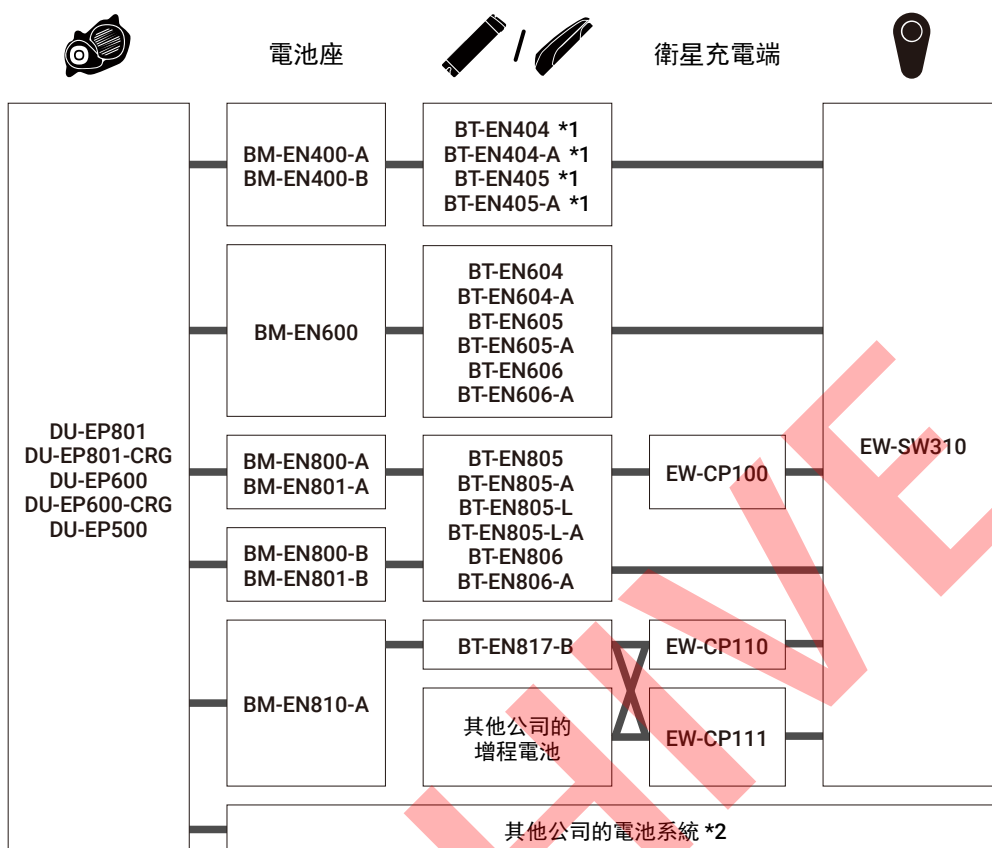 電池座
/
衛星充電端
DU-EP801
DU-EP801-CRG
DU-EP600
DU-EP600-CRG
DU-EP500
BM-EN400-A
BM-EN400-B
BT-EN404 *1
BT-EN404-A *1
BT-EN405 *1
BT-EN405-A *1
BM-EN600
BT-EN604
BT-EN604-A
BT-EN605
BT-EN605-A
BT-EN606
BT-EN606-A
BM-EN800-A
BM-EN801-A
BM-EN800-B
BM-EN801-B
BT-EN805
BT-EN805-A
BT-EN805-L
BT-EN805-L-A
BT-EN806
BT-EN806-A
EW-CP100
EW-SW310
BM-EN810-A
BT-EN817-B
其他公司的
增程電池
EW-CP110
EW-CP111
其他公司的電池系統 *2
HIVE